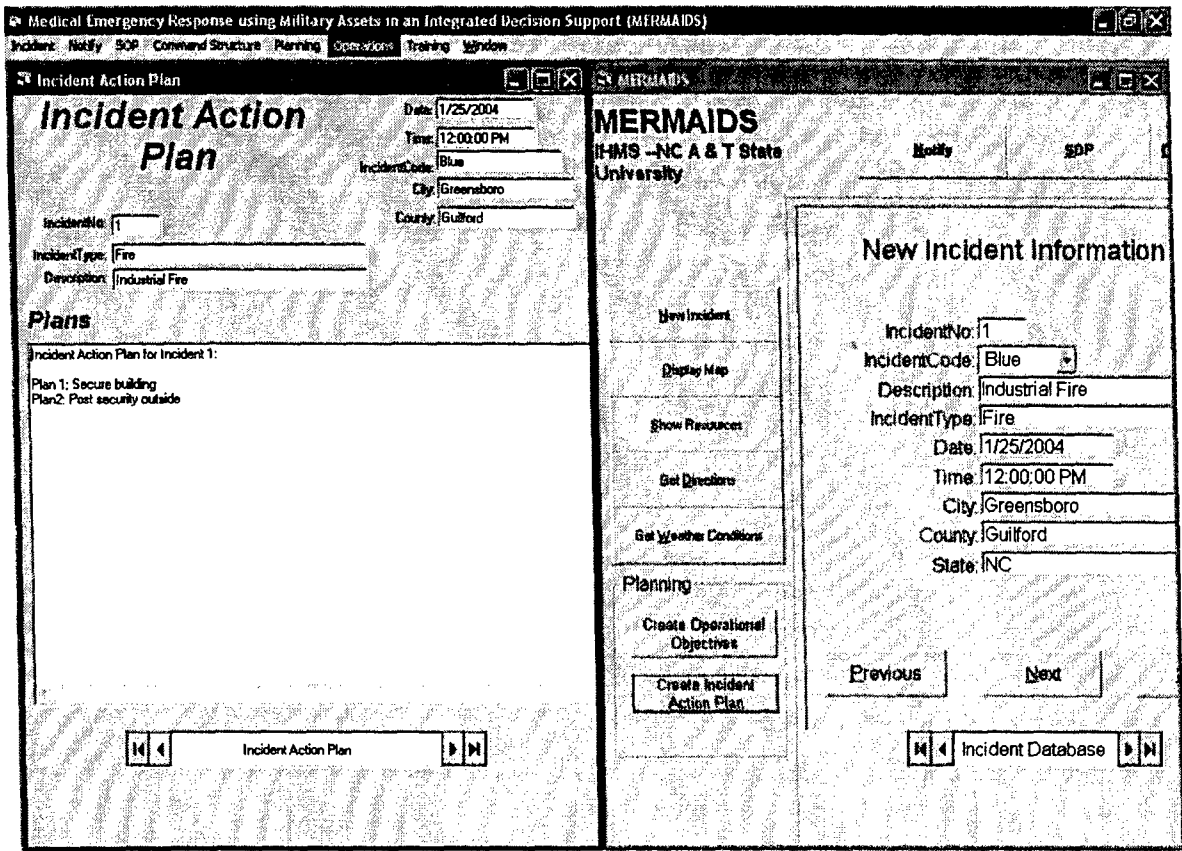 Medical Emergency Response using Military Assets in an Integrated Decision Support (MERMAIDS)
Incident Notify SOP Command Structure Planning Operations Training Window
Incident Action Plan
Incident Action
Plan
Date: 1/25/2004
Time: 12:00:00 PM
IncidentCode: Blue
City: Greensboro
County: Guilford
IncidentNo: 1
IncidentType: Fire
Description: Industrial Fire
Plans
Incident Action Plan for Incident 1:
Plan 1: Secure building
Plan2: Post security outside
Incident Action Plan
MERMAIDS
MERMAIDS
IHMS -NC A & T State
University
Notify
SOP
New Incident
Display Map
Show Resources
Get Directions
Get Weather Conditions
Planning
Create Operational
Objectives
Create Incident
Action Plan
New Incident Information
IncidentNo: 1
IncidentCode: Blue
Description: Industrial Fire
IncidentType: Fire
Date: 1/25/2004
Time: 12:00:00 PM
City: Greensboro
County: Guilford
State: NC
Previous
Next
Incident Database